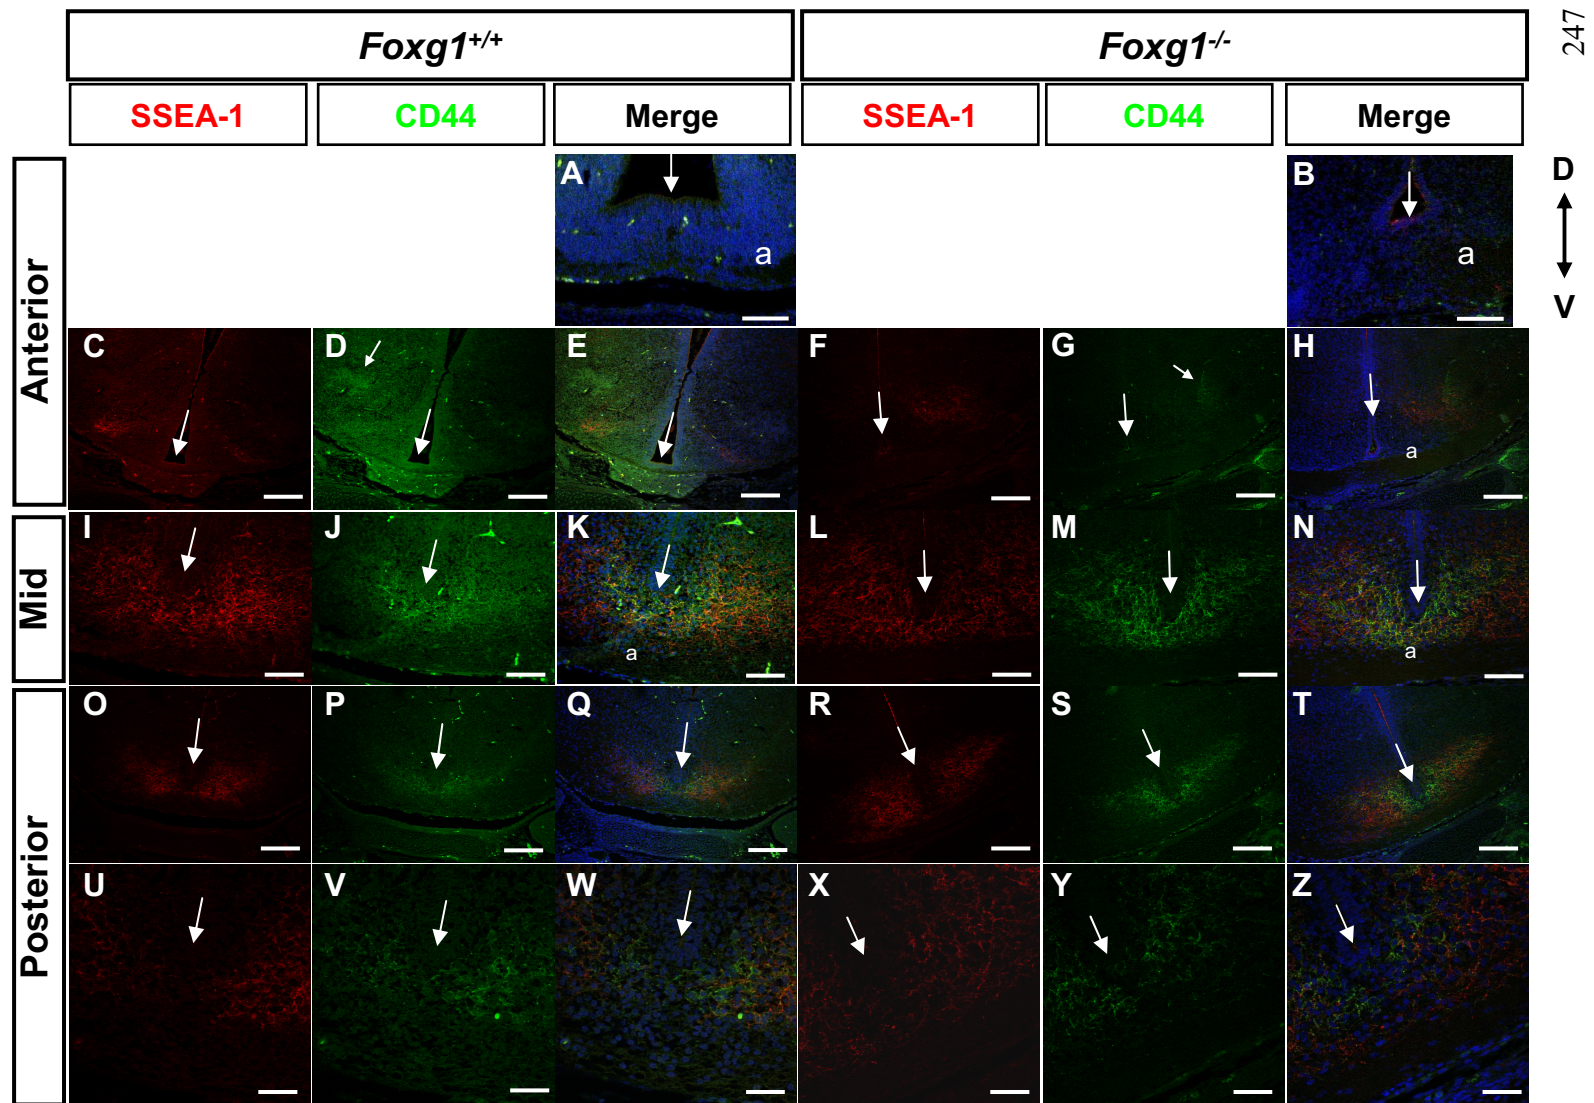 247
Foxg1+/+ Foxg1-/-
SSEA-1 CD44 Merge SSEA-1 CD44 Merge
Anterior
A a B a D
V
C D E F G H a
Mid
I J K a L M N a
Posterior
O P Q R S T
U V W X Y Z